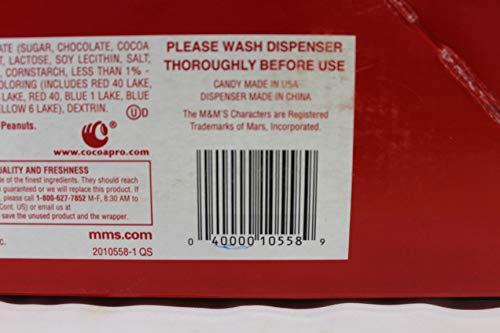 ATE (SUGAR, CHOCOLATE, COCOA
LACTOSE, SOY LECITHIN, SALT,
CORNSTARCH, LESS THAN 1% -
COLORING (INCLUDES RED 40 LAKE,
LAKE, RED 40, BLUE 1 LAKE, BLUE
YELLOW 6 LAKE), DEXTRIN.
Peanuts.
® UD
www.cocoapro.com
QUALITY AND FRESHNESS
of the finest ingredients. They should reach
guaranteed or we will replace this product. If
please call 1-800-627-7852 M-F, 8:30 AM to
Cont. US) or email us at
save the unused product and the wrapper.
mms.com
2010558-1 QS
PLEASE WASH DISPENSER
THOROUGHLY BEFORE USE
CANDY MADE IN USA
DISPENSER MADE IN CHINA
The M&M'S Characters are Registered
Trademarks of Mars, Incorporated.
0 40000 10558 9